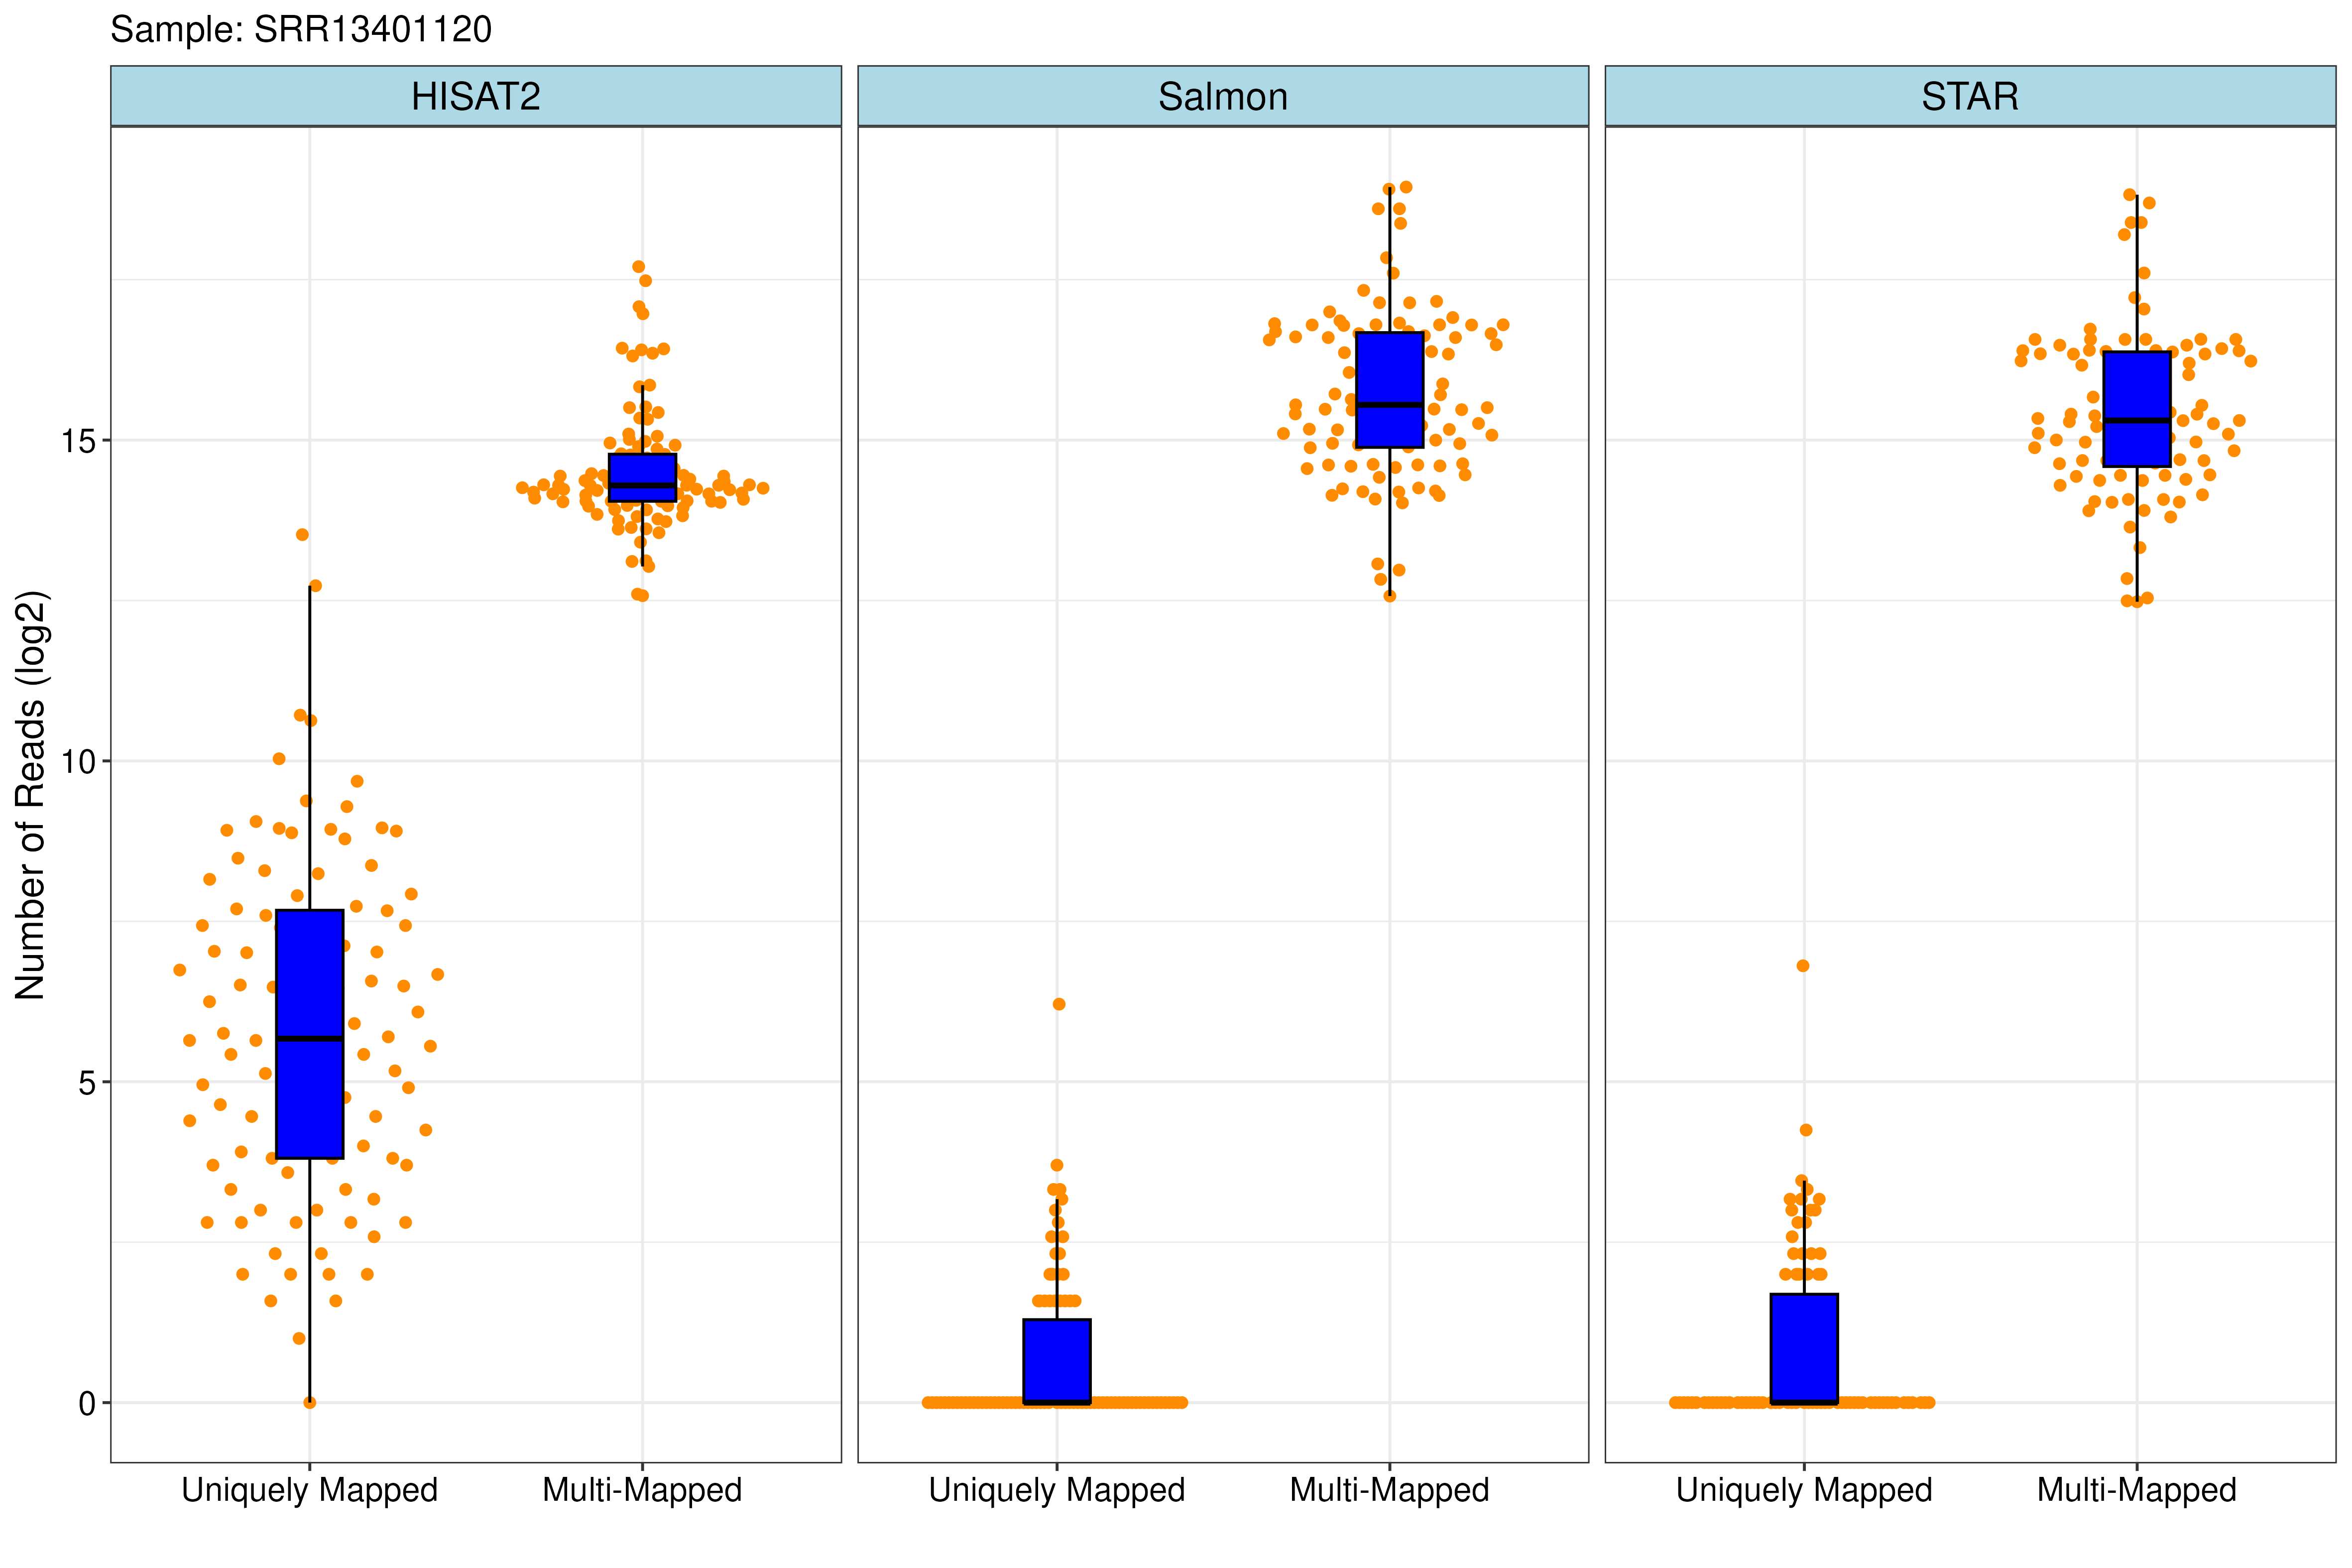 Sample: SRR13401120
HISAT2
Salmon
STAR
Number of Reads (log2)
15
10
5
0
Uniquely Mapped
Multi-Mapped
Uniquely Mapped
Multi-Mapped
Uniquely Mapped
Multi-Mapped